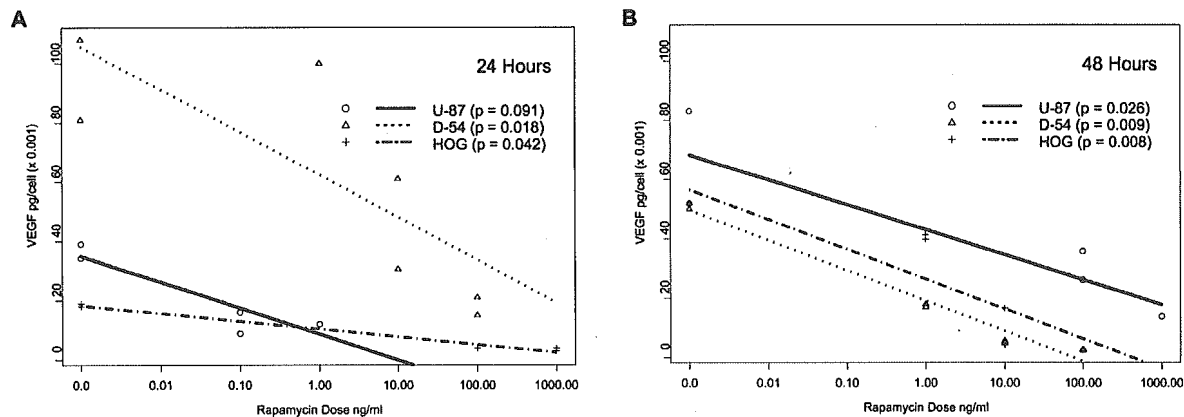 A
24 Hours
U-87 (p = 0.091)
D-54 (p = 0.018)
HOG (p = 0.042)
VEGF pg/cell (x 0.001)
100
80
60
40
20
0
0.0 0.10 1.00 10.00 100.00 1000.00
Rapamycin Dose ng/ml
B
48 Hours
U-87 (p = 0.026)
D-54 (p = 0.009)
HOG (p = 0.008)
VEGF pg/cell (x 0.001)
100
80
60
40
20
0
0.0 0.01 0.10 1.00 10.00 100.00 1000.00
Rapamycin Dose ng/ml